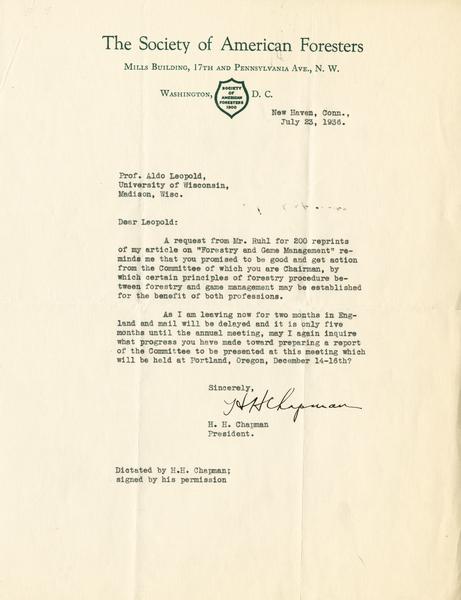 The Society of American Foresters
Mills Building, 17th and Pennsylvania Ave., N. W.
Washington, D. C.
SOCIETY
OF
AMERICAN
FORESTERS
1900
New Haven, Conn.,
July 23, 1936.
Prof. Aldo Leopold,
University of Wisconsin,
Madison, Wisc.
Dear Leopold:
A request from Mr. Ruhl for 200 reprints
of my article on "Forestry and Game Management" re-
minds me that you promised to be good and get action
from the Committee of which you are Chairman, by
which certain principles of forestry procedure be-
tween forestry and game management may be established
for the benefit of both professions.
As I am leaving now for two months in Eng-
land and mail will be delayed and it is only five
months until the annual meeting, may I again inquire
what progress you have made toward preparing a report
of the Committee to be presented at this meeting which
will be held at Portland, Oregon, December 14-16th?
Sincerely,
H H Chapman
H. H. Chapman
President.
Dictated by H.H. Chapman;
signed by his permission